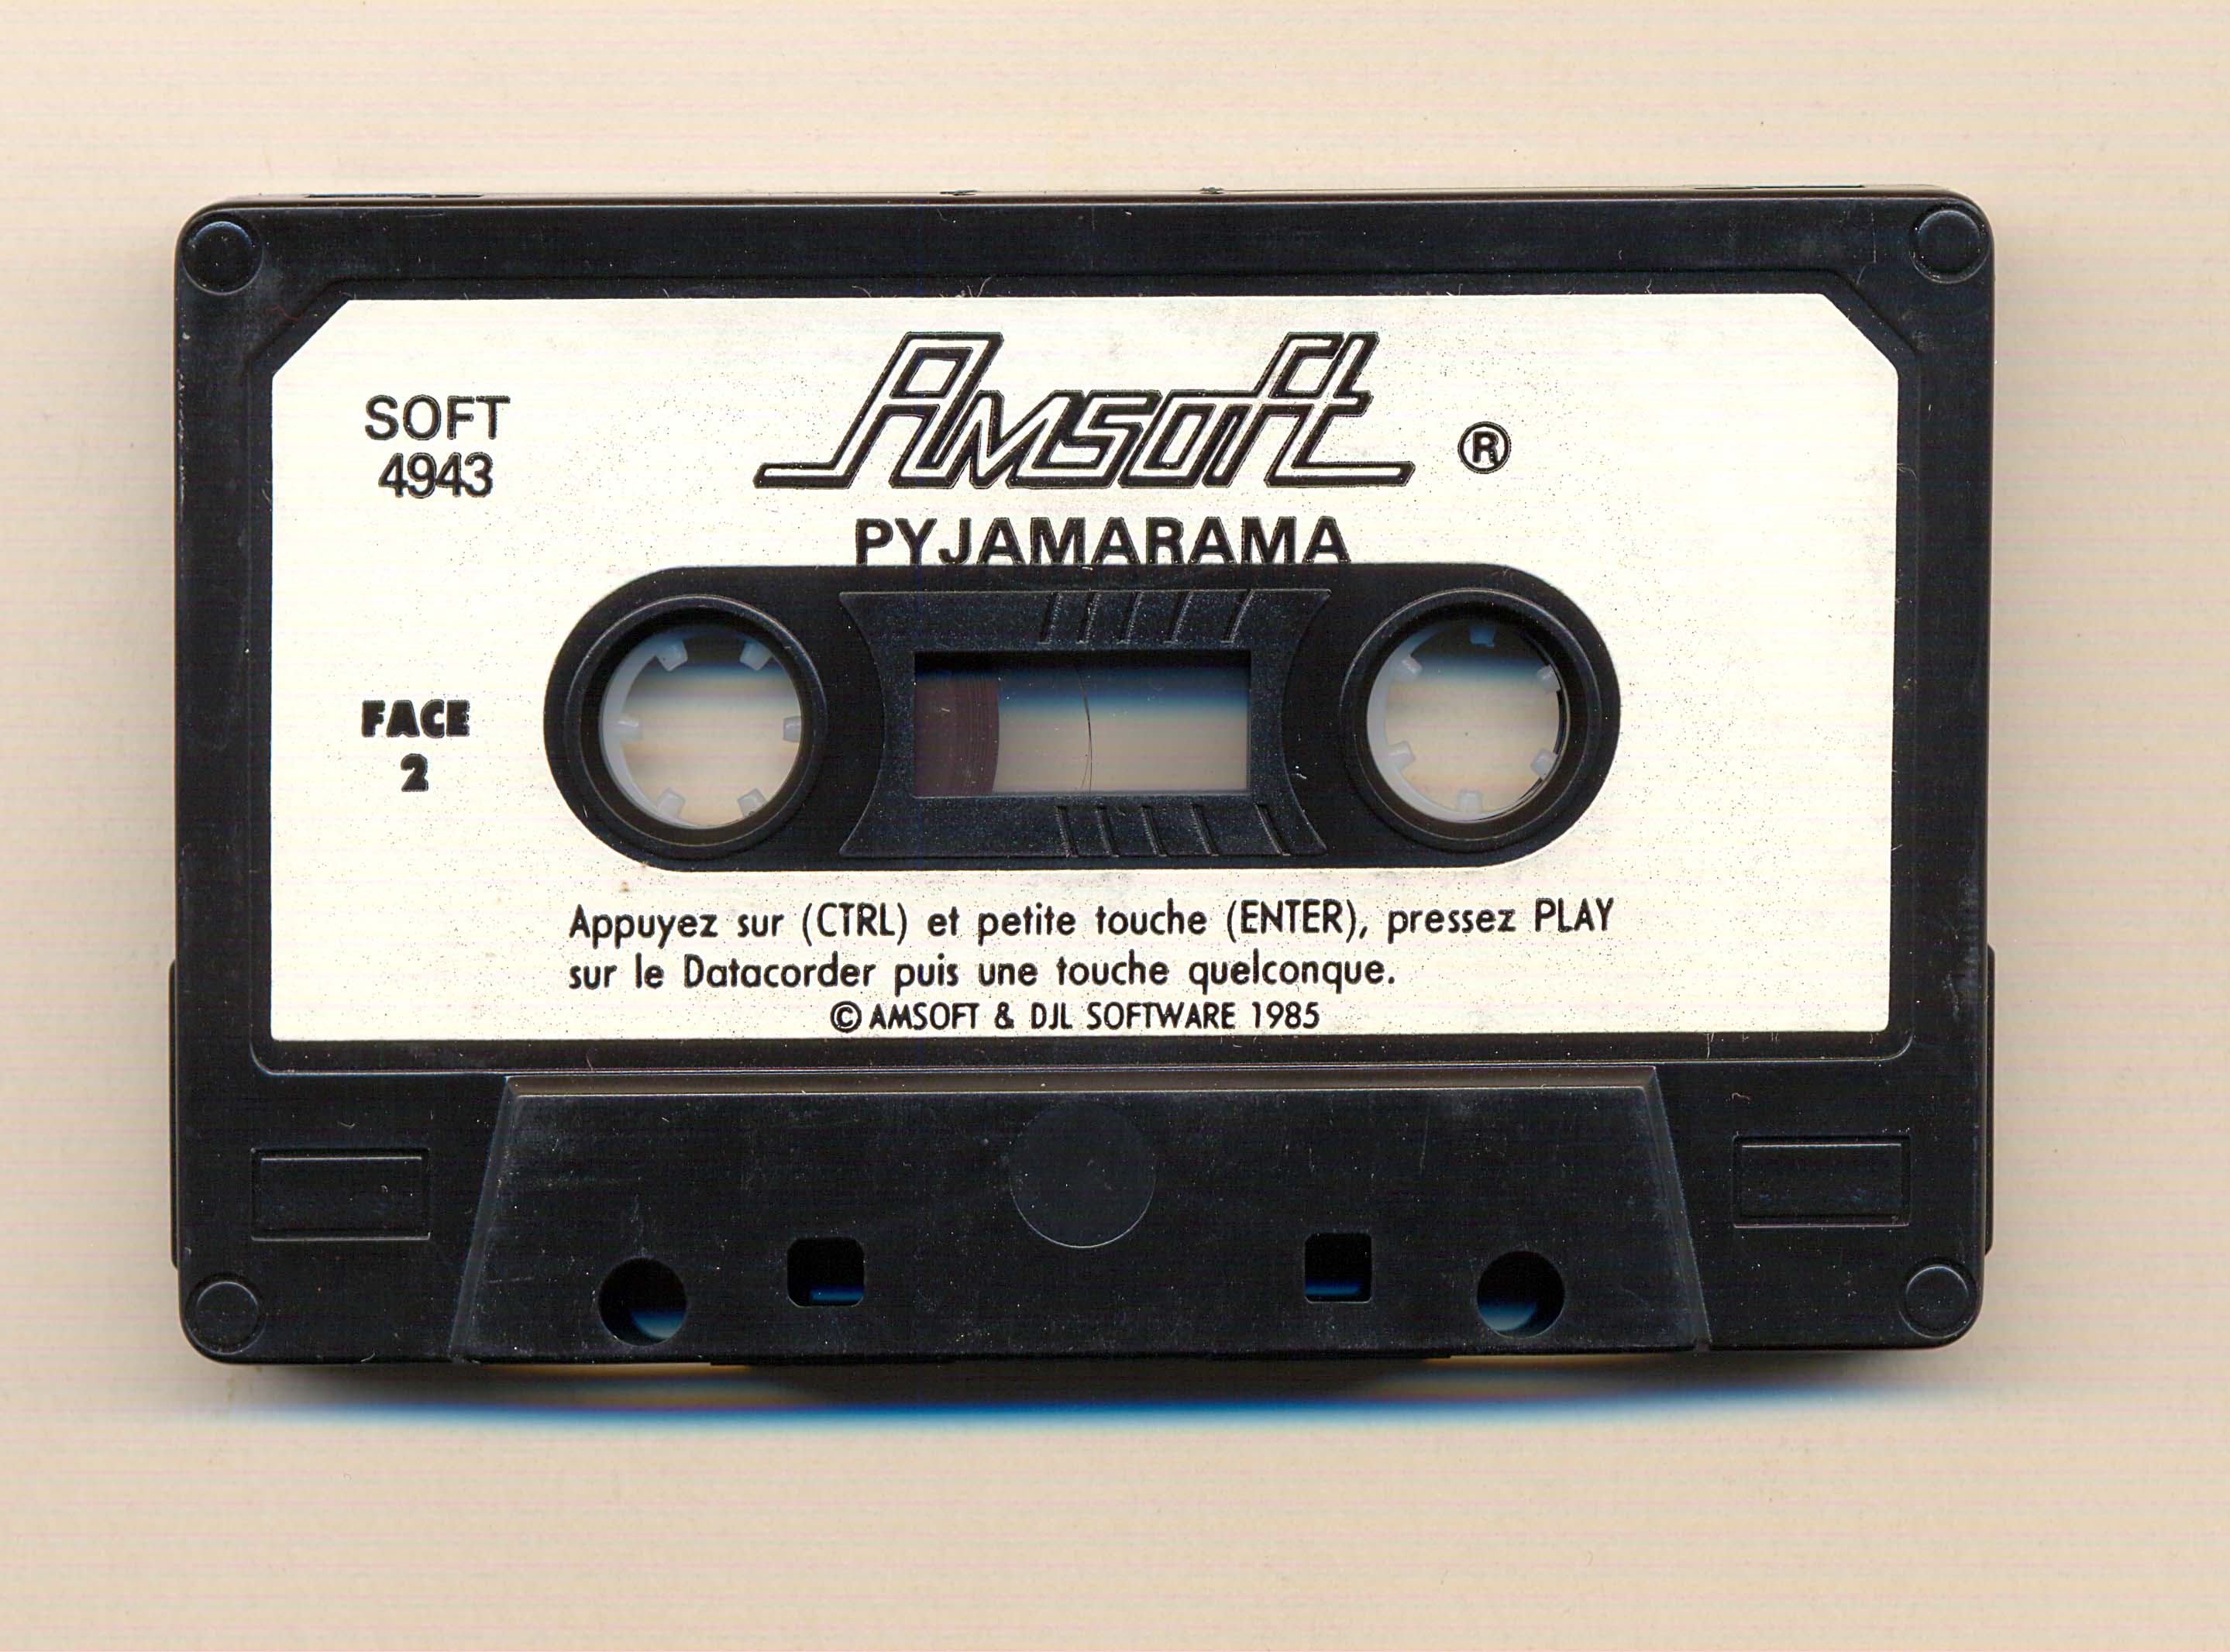 SOFT
4943
Amsoft ®
PYJAMARAMA
FACE
2
Appuyez sur (CTRL) et petite touche (ENTER), pressez PLAY
sur le Datacorder puis une touche quelconque.
© AMSOFT & DJL SOFTWARE 1985